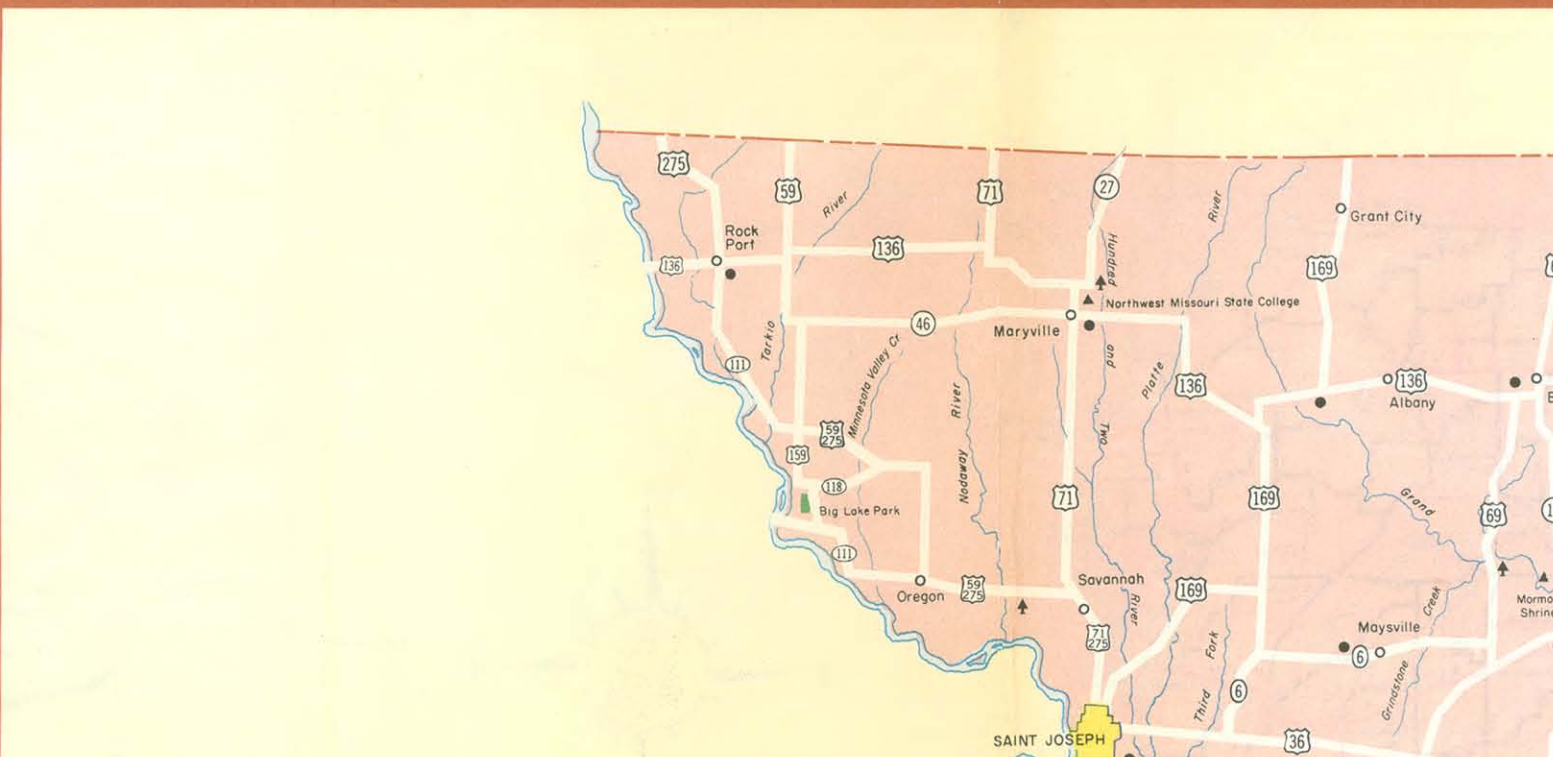 275
59
71
27
River
River
Grant City
Rock
Port
136
136
169
Hundred
Northwest Missouri State College
46
Maryville
Tarkio
Minnesota Valley Cr.
and
111
Platte
136
136
Albany
River
Two
59
275
159
Nodaway
118
71
169
Grand
69
Big Lake Park
111
Savannah
Oregon
59
275
169
River
Creek
Maysville
Shrine
71
275
Fork
6
Grindstone
6
Third
SAINT JOSEPH
36